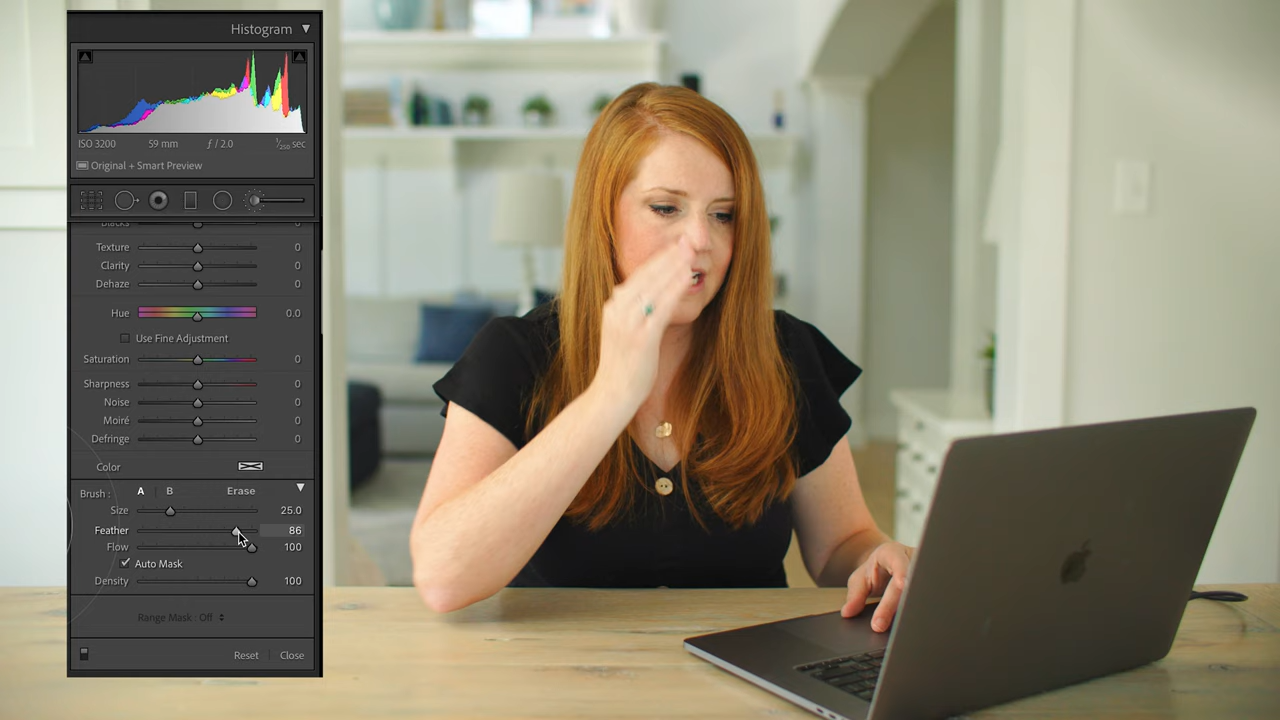 Histogram ▼
ISO 3200 59 mm ƒ / 2.0 1/250 sec
Original + Smart Preview
Blacks 0
Texture 0
Clarity 0
Dehaze 0
Hue 0.0
Use Fine Adjustment
Saturation 0
Sharpness 0
Noise 0
Moiré 0
Defringe 0
Color
Brush : A B Erase ▼
Size 25.0
Feather 86
Flow 100
Auto Mask
Density 100
Range Mask : Off
Reset Close